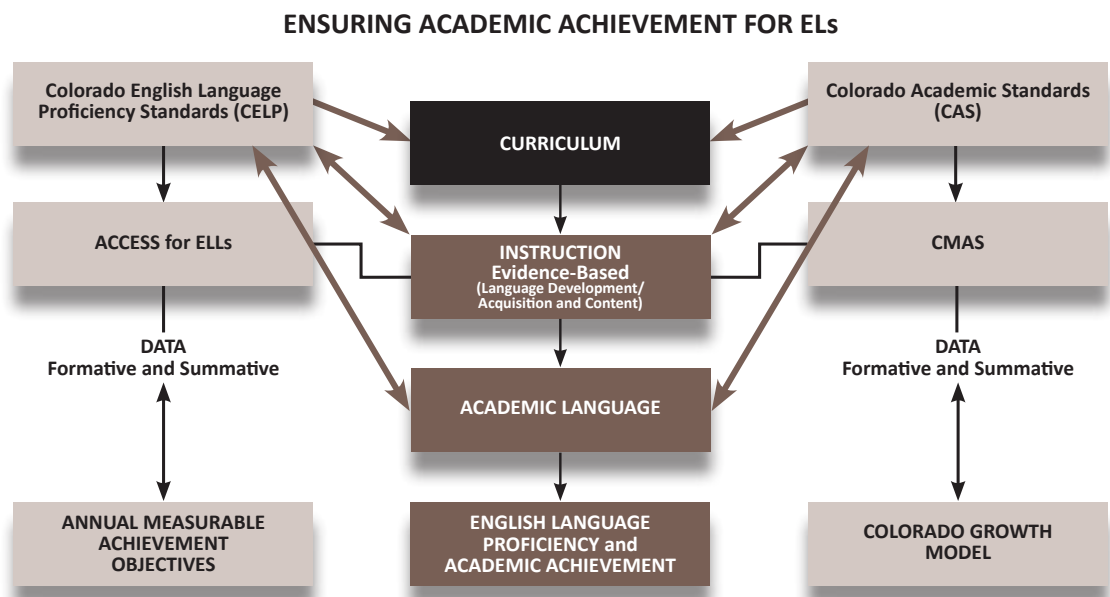 ENSURING ACADEMIC ACHIEVEMENT FOR ELs
Colorado English Language
Proficiency Standards (CELP)
CURRICULUM
Colorado Academic Standards
(CAS)
ACCESS for ELLs
INSTRUCTION
Evidence-Based
(Language Development/
Acquisition and Content)
CMAS
DATA
Formative and Summative
ACADEMIC LANGUAGE
DATA
Formative and Summative
ANNUAL MEASURABLE
ACHIEVEMENT
OBJECTIVES
ENGLISH LANGUAGE
PROFICIENCY and
ACADEMIC ACHIEVEMENT
COLORADO GROWTH
MODEL